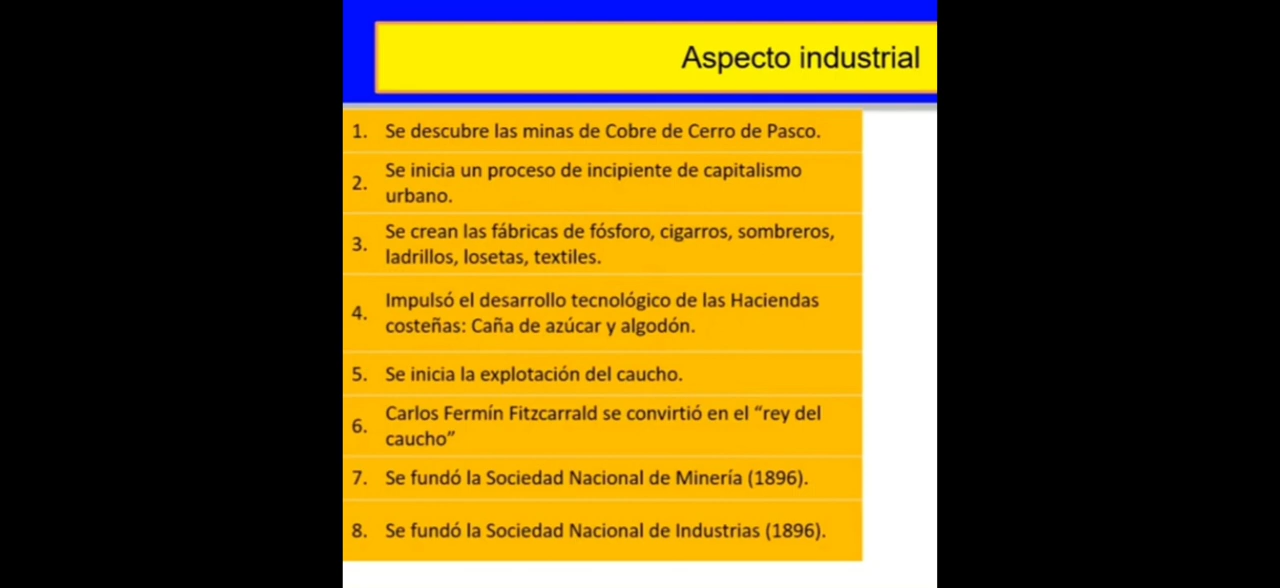 Aspecto industrial
1. Se descubre las minas de Cobre de Cerro de Pasco.
2. Se inicia un proceso de incipiente de capitalismo
urbano.
3. Se crean las fábricas de fósforo, cigarros, sombreros,
ladrillos, losetas, textiles.
4. Impulsó el desarrollo tecnológico de las Haciendas
costeñas: Caña de azúcar y algodón.
5. Se inicia la explotación del caucho.
6. Carlos Fermín Fitzcarrald se convirtió en el “rey del
caucho”
7. Se fundó la Sociedad Nacional de Minería (1896).
8. Se fundó la Sociedad Nacional de Industrias (1896).